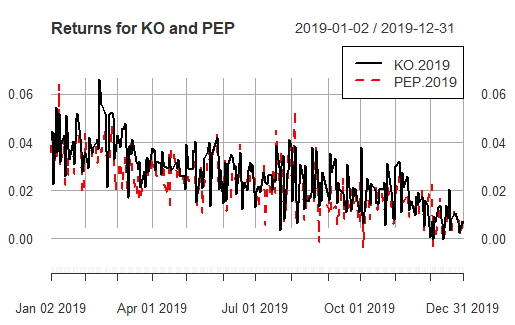 Returns for KO and PEP 2019-01-02 / 2019-12-31
KO.2019
PEP.2019
0.06 0.06
0.04 0.04
0.02 0.02
0.00 0.00
Jan 02 2019 Apr 01 2019 Jul 01 2019 Oct 01 2019 Dec 31 2019